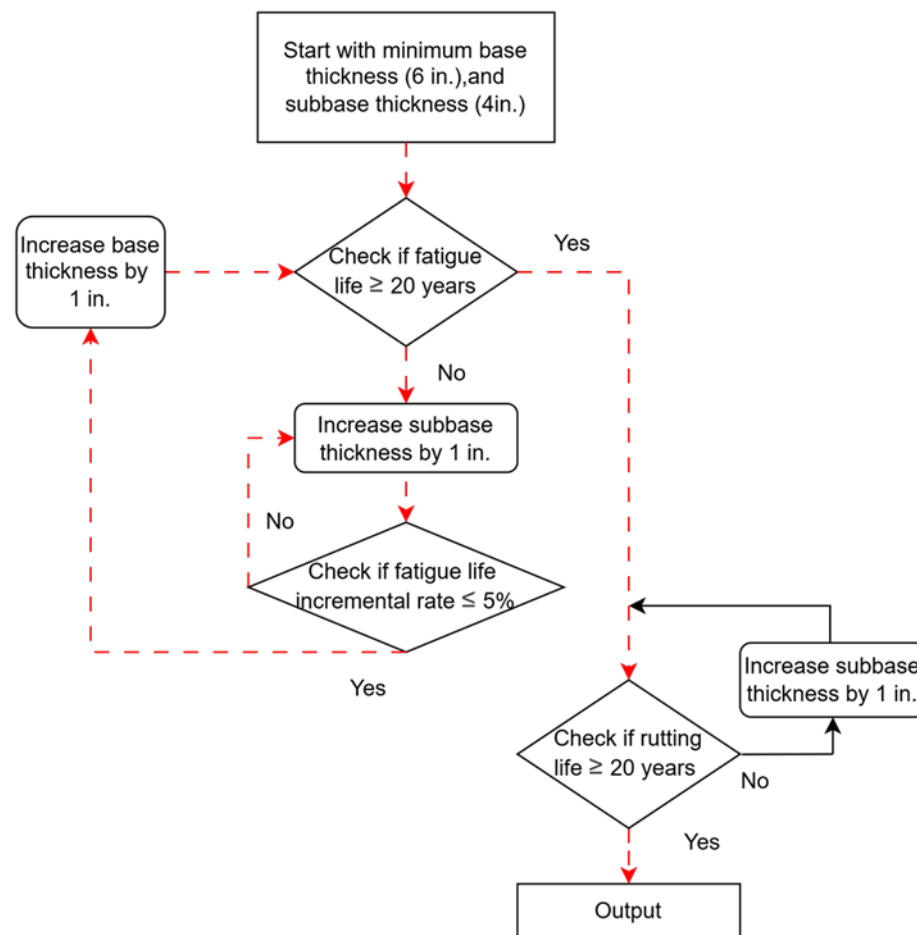 Start with minimum base
thickness (6 in.),and
subbase thickness (4in.)
Increase base
thickness by
1 in.
Check if fatigue
life ≥ 20 years
Yes
No
Increase subbase
thickness by 1 in.
No
Check if fatigue life
incremental rate ≤ 5%
Yes
Increase subbase
thickness by 1 in.
Check if rutting
life ≥ 20 years
No
Yes
Output